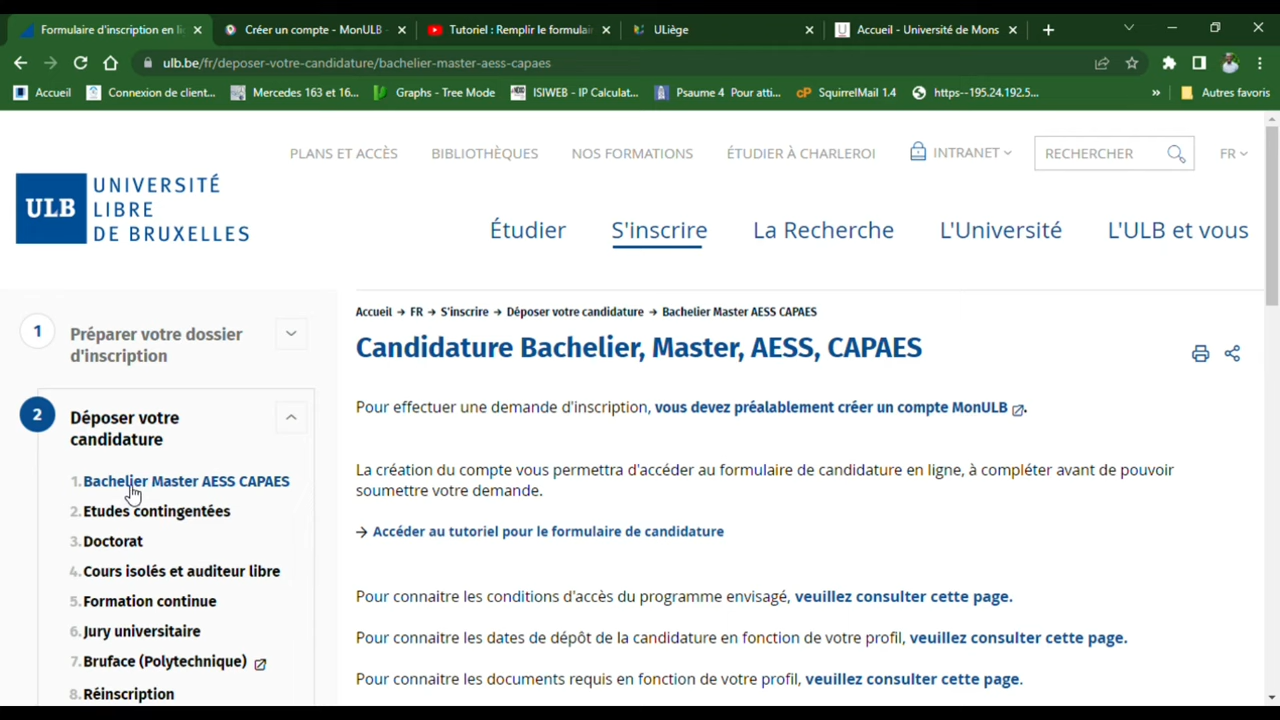 Formulaire d'inscription en li
Créer un compte - MonULB
Tutoriel : Remplir le formulair
ULiège
Accueil - Université de Mons
ulb.be/fr/deposer-votre-candidature/bachelier-master-aess-capaes
Accueil
Connexion de client...
Mercedes 163 et 16...
Graphs - Tree Mode
ISIWEB - IP Calculat...
Psaume 4 Pour atti...
SquirrelMail 1.4
https--195.24.192.5...
»
Autres favoris
PLANS ET ACCÈS
BIBLIOTHÈQUES
NOS FORMATIONS
ÉTUDIER À CHARLEROI
INTRANET
RECHERCHER
FR
ULB
UNIVERSITÉ
LIBRE
DE BRUXELLES
Étudier
S'inscrire
La Recherche
L'Université
L'ULB et vous
1
Préparer votre dossier
d'inscription
2
Déposer votre
candidature
1. Bachelier Master AESS CAPAES
2. Etudes contingentées
3. Doctorat
4. Cours isolés et auditeur libre
5. Formation continue
6. Jury universitaire
7. Bruface (Polytechnique)
8. Réinscription
Accueil → FR → S'inscrire → Déposer votre candidature → Bachelier Master AESS CAPAES
Candidature Bachelier, Master, AESS, CAPAES
Pour effectuer une demande d'inscription, vous devez préalablement créer un compte MonULB .
La création du compte vous permettra d'accéder au formulaire de candidature en ligne, à compléter avant de pouvoir
soumettre votre demande.
→ Accéder au tutoriel pour le formulaire de candidature
Pour connaitre les conditions d'accès du programme envisagé, veuillez consulter cette page.
Pour connaitre les dates de dépôt de la candidature en fonction de votre profil, veuillez consulter cette page.
Pour connaitre les documents requis en fonction de votre profil, veuillez consulter cette page.